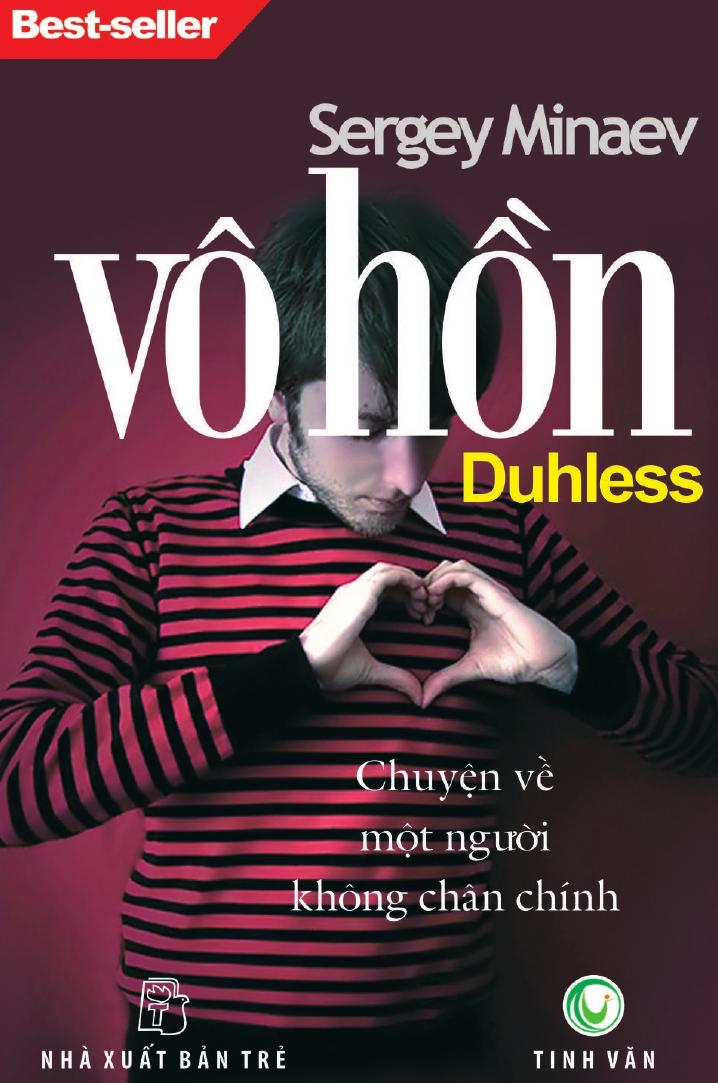 Best-seller
Sergey Minaev
vô hồn
Duhless
Chuyện về
một người
không chân chính
NHÀ XUẤT BẢN TRẺ
TINH VĂN